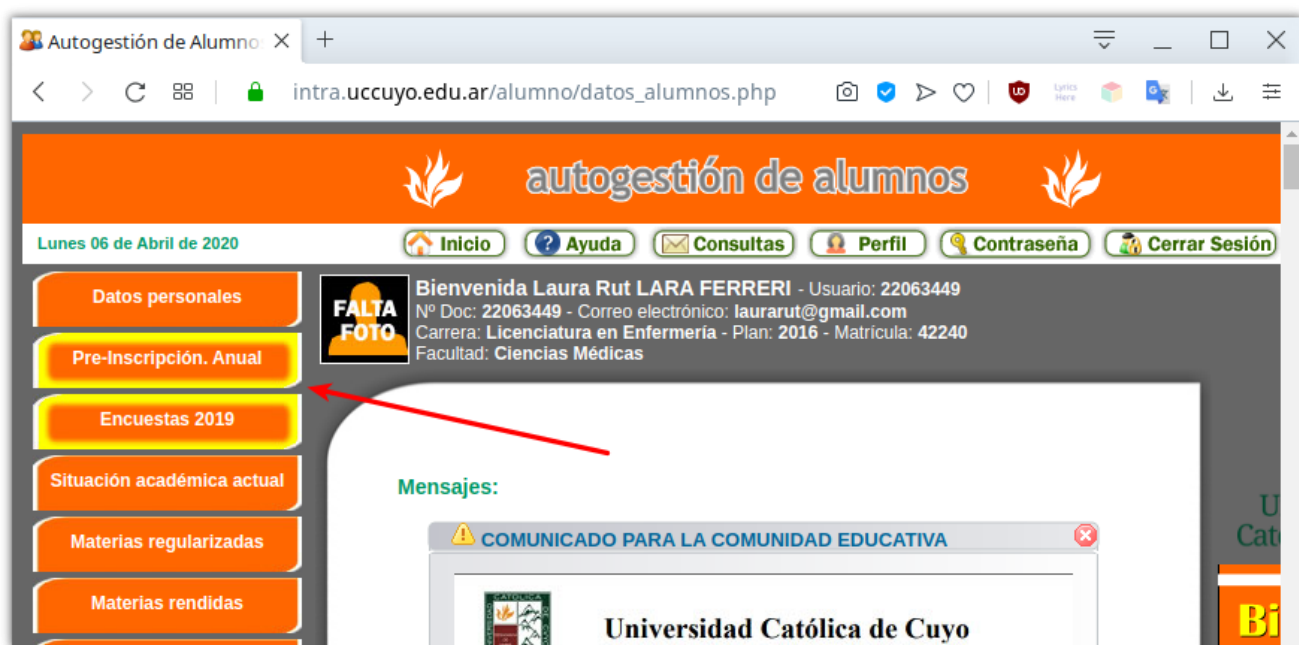 Autogestión de Alumno
intra.uccuyo.edu.ar/alumno/datos_alumnos.php
Lyrics
Here
autogestión de alumnos
Lunes 06 de Abril de 2020
Inicio
Ayuda
Consultas
Perfil
Contraseña
Cerrar Sesión
Datos personales
Pre-Inscripción. Anual
Encuestas 2019
Situación académica actual
Materias regularizadas
Materias rendidas
FALTA
FOTO
Bienvenida Laura Rut LARA FERRERI - Usuario: 22063449
Nº Doc: 22063449 - Correo electrónico: laurarut@gmail.com
Carrera: Licenciatura en Enfermería - Plan: 2016 - Matrícula: 42240
Facultad: Ciencias Médicas
Mensajes:
COMUNICADO PARA LA COMUNIDAD EDUCATIVA
Universidad Católica de Cuyo
U
Cat
Bi